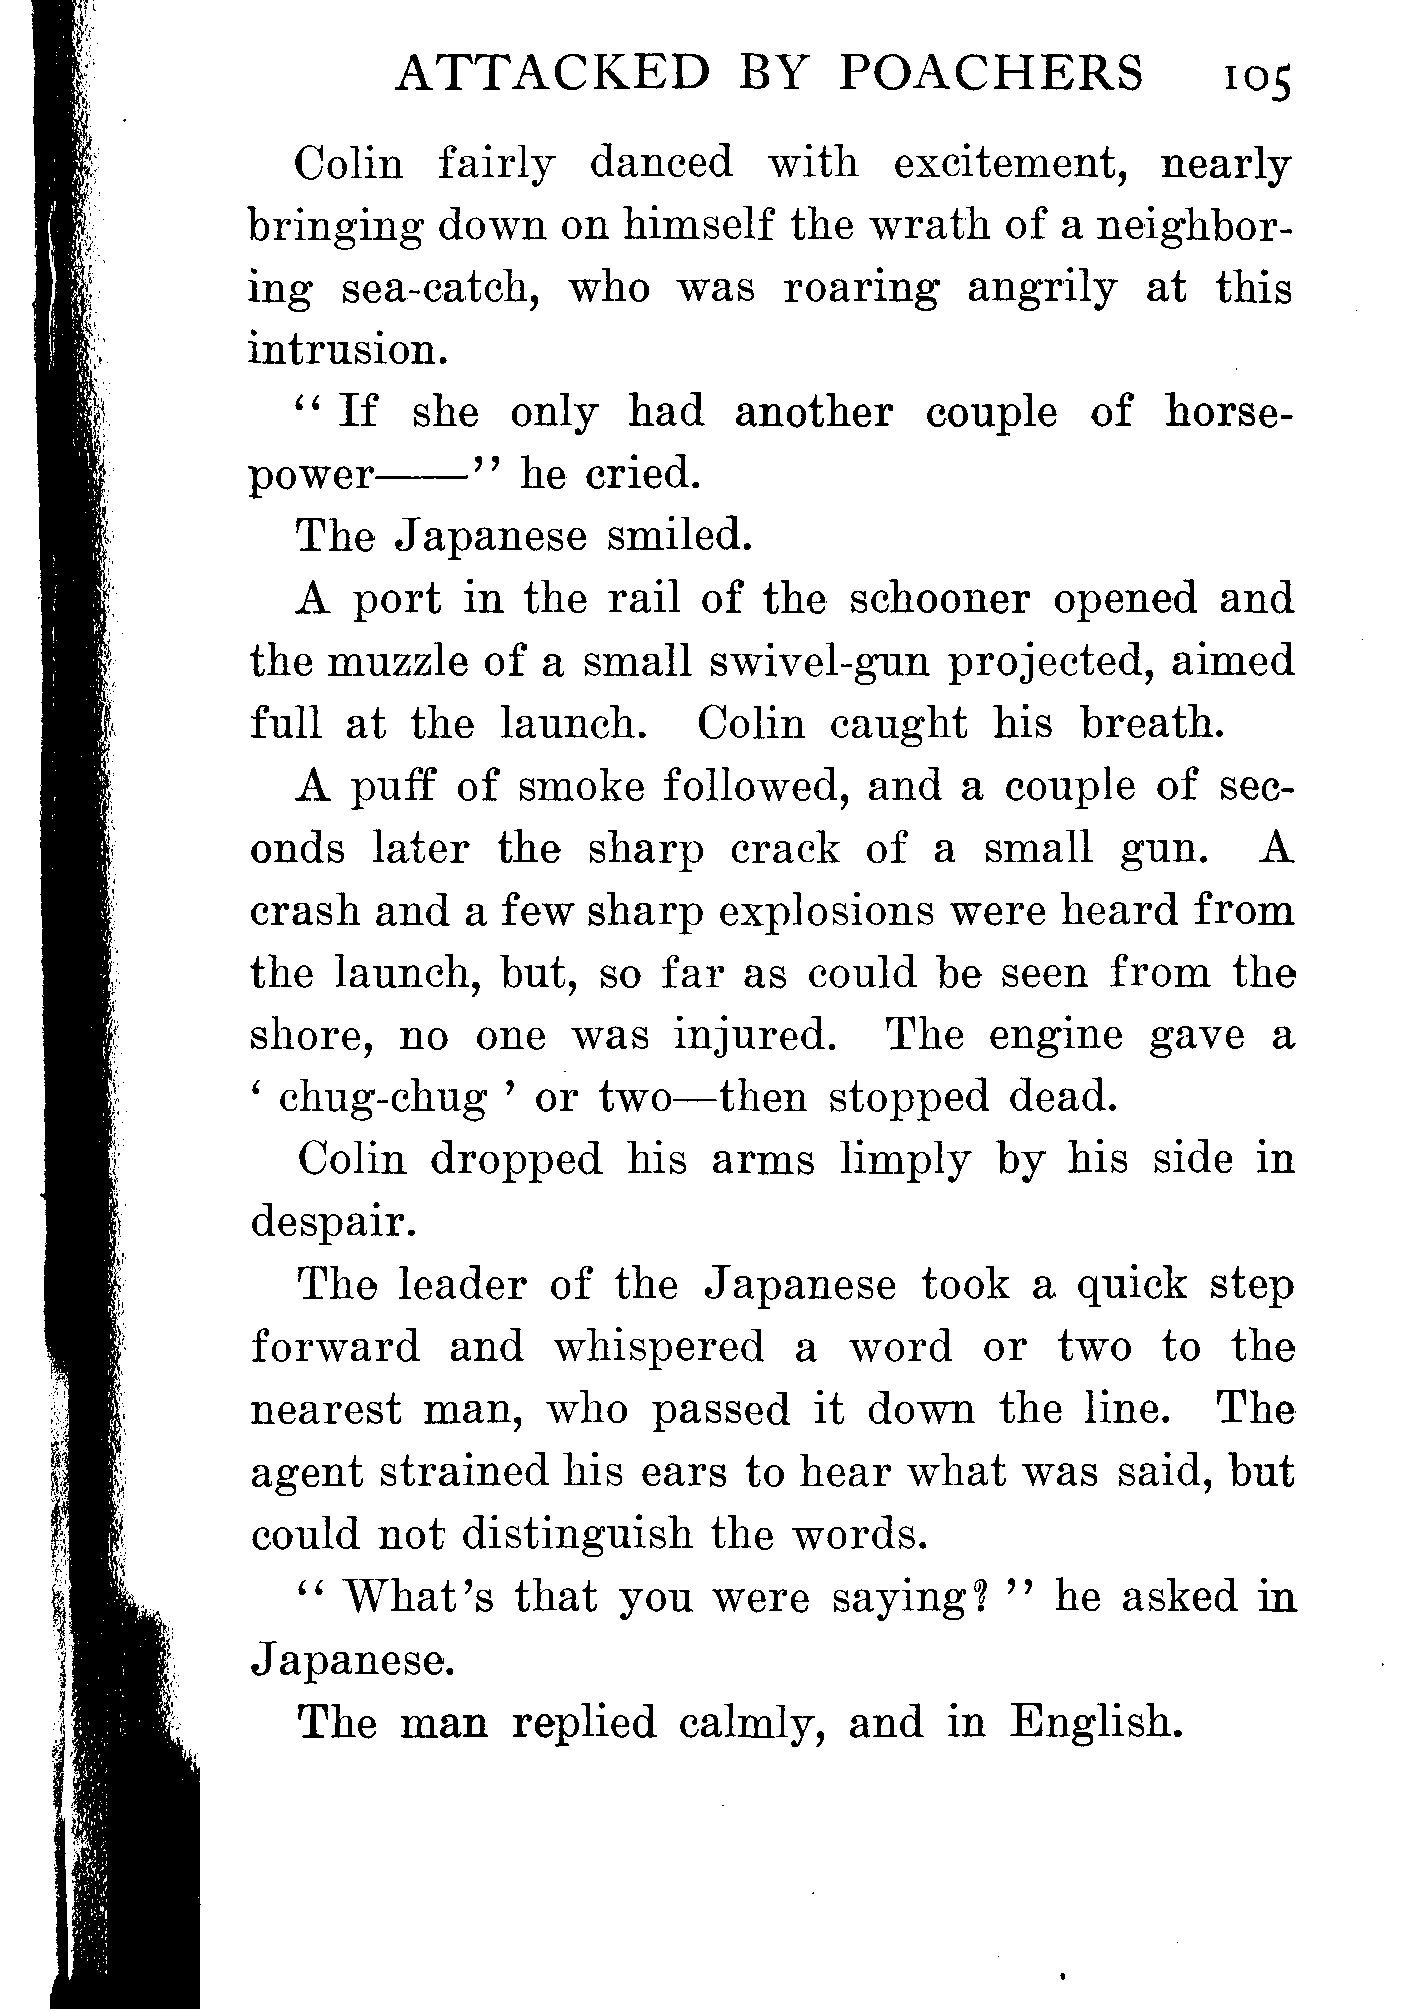 ATTACKED BY POACHERS 105
Colin fairly danced with excitement, nearly
bringing down on himself the wrath of a neighbor-
ing sea-catch, who was roaring angrily at this
intrusion.
“ If she only had another couple of horse-
power——” he cried.
The Japanese smiled.
A port in the rail of the schooner opened and
the muzzle of a small swivel-gun projected, aimed
full at the launch. Colin caught his breath.
A puff of smoke followed, and a couple of sec-
onds later the sharp crack of a small gun. A
crash and a few sharp explosions were heard from
the launch, but, so far as could be seen from the
shore, no one was injured. The engine gave a
‘ chug-chug ’ or two—then stopped dead.
Colin dropped his arms limply by his side in
despair.
The leader of the Japanese took a quick step
forward and whispered a word or two to the
nearest man, who passed it down the line. The
agent strained his ears to hear what was said, but
could not distinguish the words.
“ What’s that you were saying? ” he asked in
Japanese.
The man replied calmly, and in English.